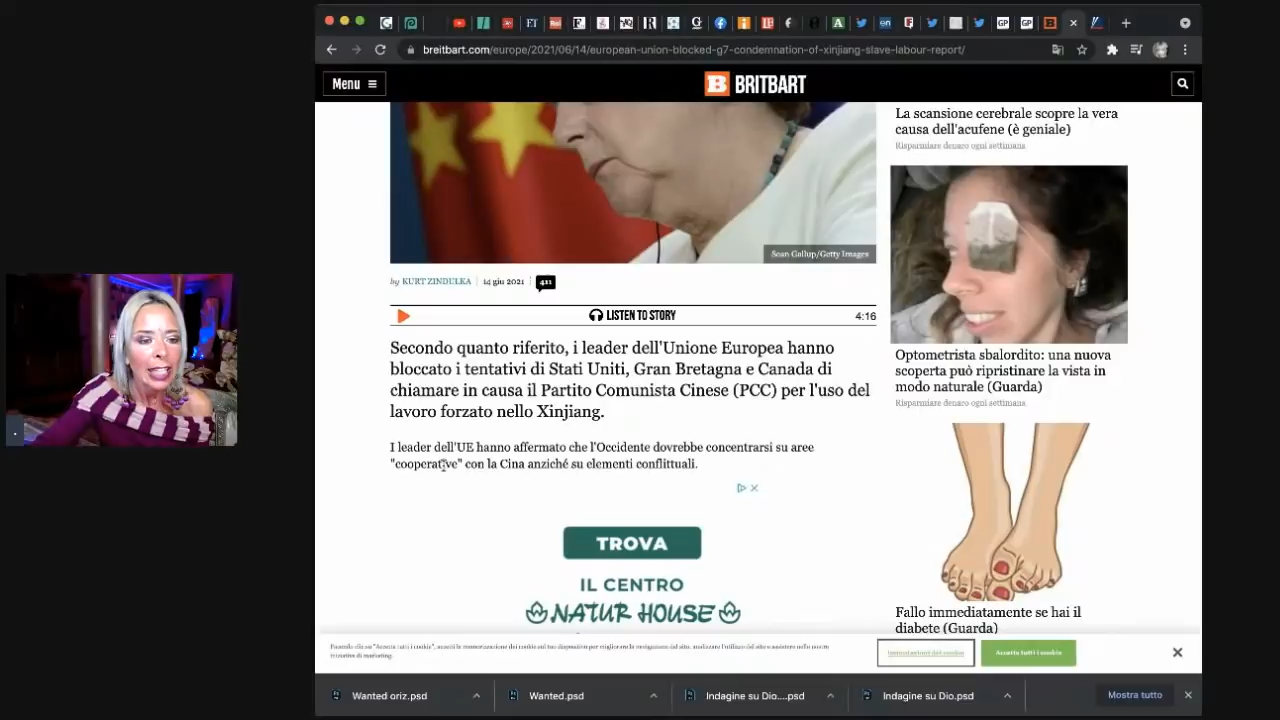 breitbart.com/europe/2021/06/14/european-union-blocked-g7-condemnation-of-xinjiang-slave-labour-report/
Menu
B BRITBART
Sean Gallup/Getty Images
by KURT ZINDULKA | 14 giu 2021
411
LISTEN TO STORY
4:16
Secondo quanto riferito, i leader dell'Unione Europea hanno
bloccato i tentativi di Stati Uniti, Gran Bretagna e Canada di
chiamare in causa il Partito Comunista Cinese (PCC) per l'uso del
lavoro forzato nello Xinjiang.
I leader dell'UE hanno affermato che l'Occidente dovrebbe concentrarsi su aree
"cooperative" con la Cina anziché su elementi conflittuali.
TROVA
IL CENTRO
NATUR HOUSE
La scansione cerebrale scopre la vera
causa dell'acufene (è geniale)
Risparmiare denaro ogni settimana
Optometrista sbalordito: una nuova
scoperta può ripristinare la vista in
modo naturale (Guarda)
Risparmiare denaro ogni settimana
Fallo immediatamente se hai il
diabete (Guarda)
Accetta tutti i cookie
Wanted oriz.psd
Wanted.psd
Indagine su Dio....psd
Indagine su Dio.psd
Mostra tutto